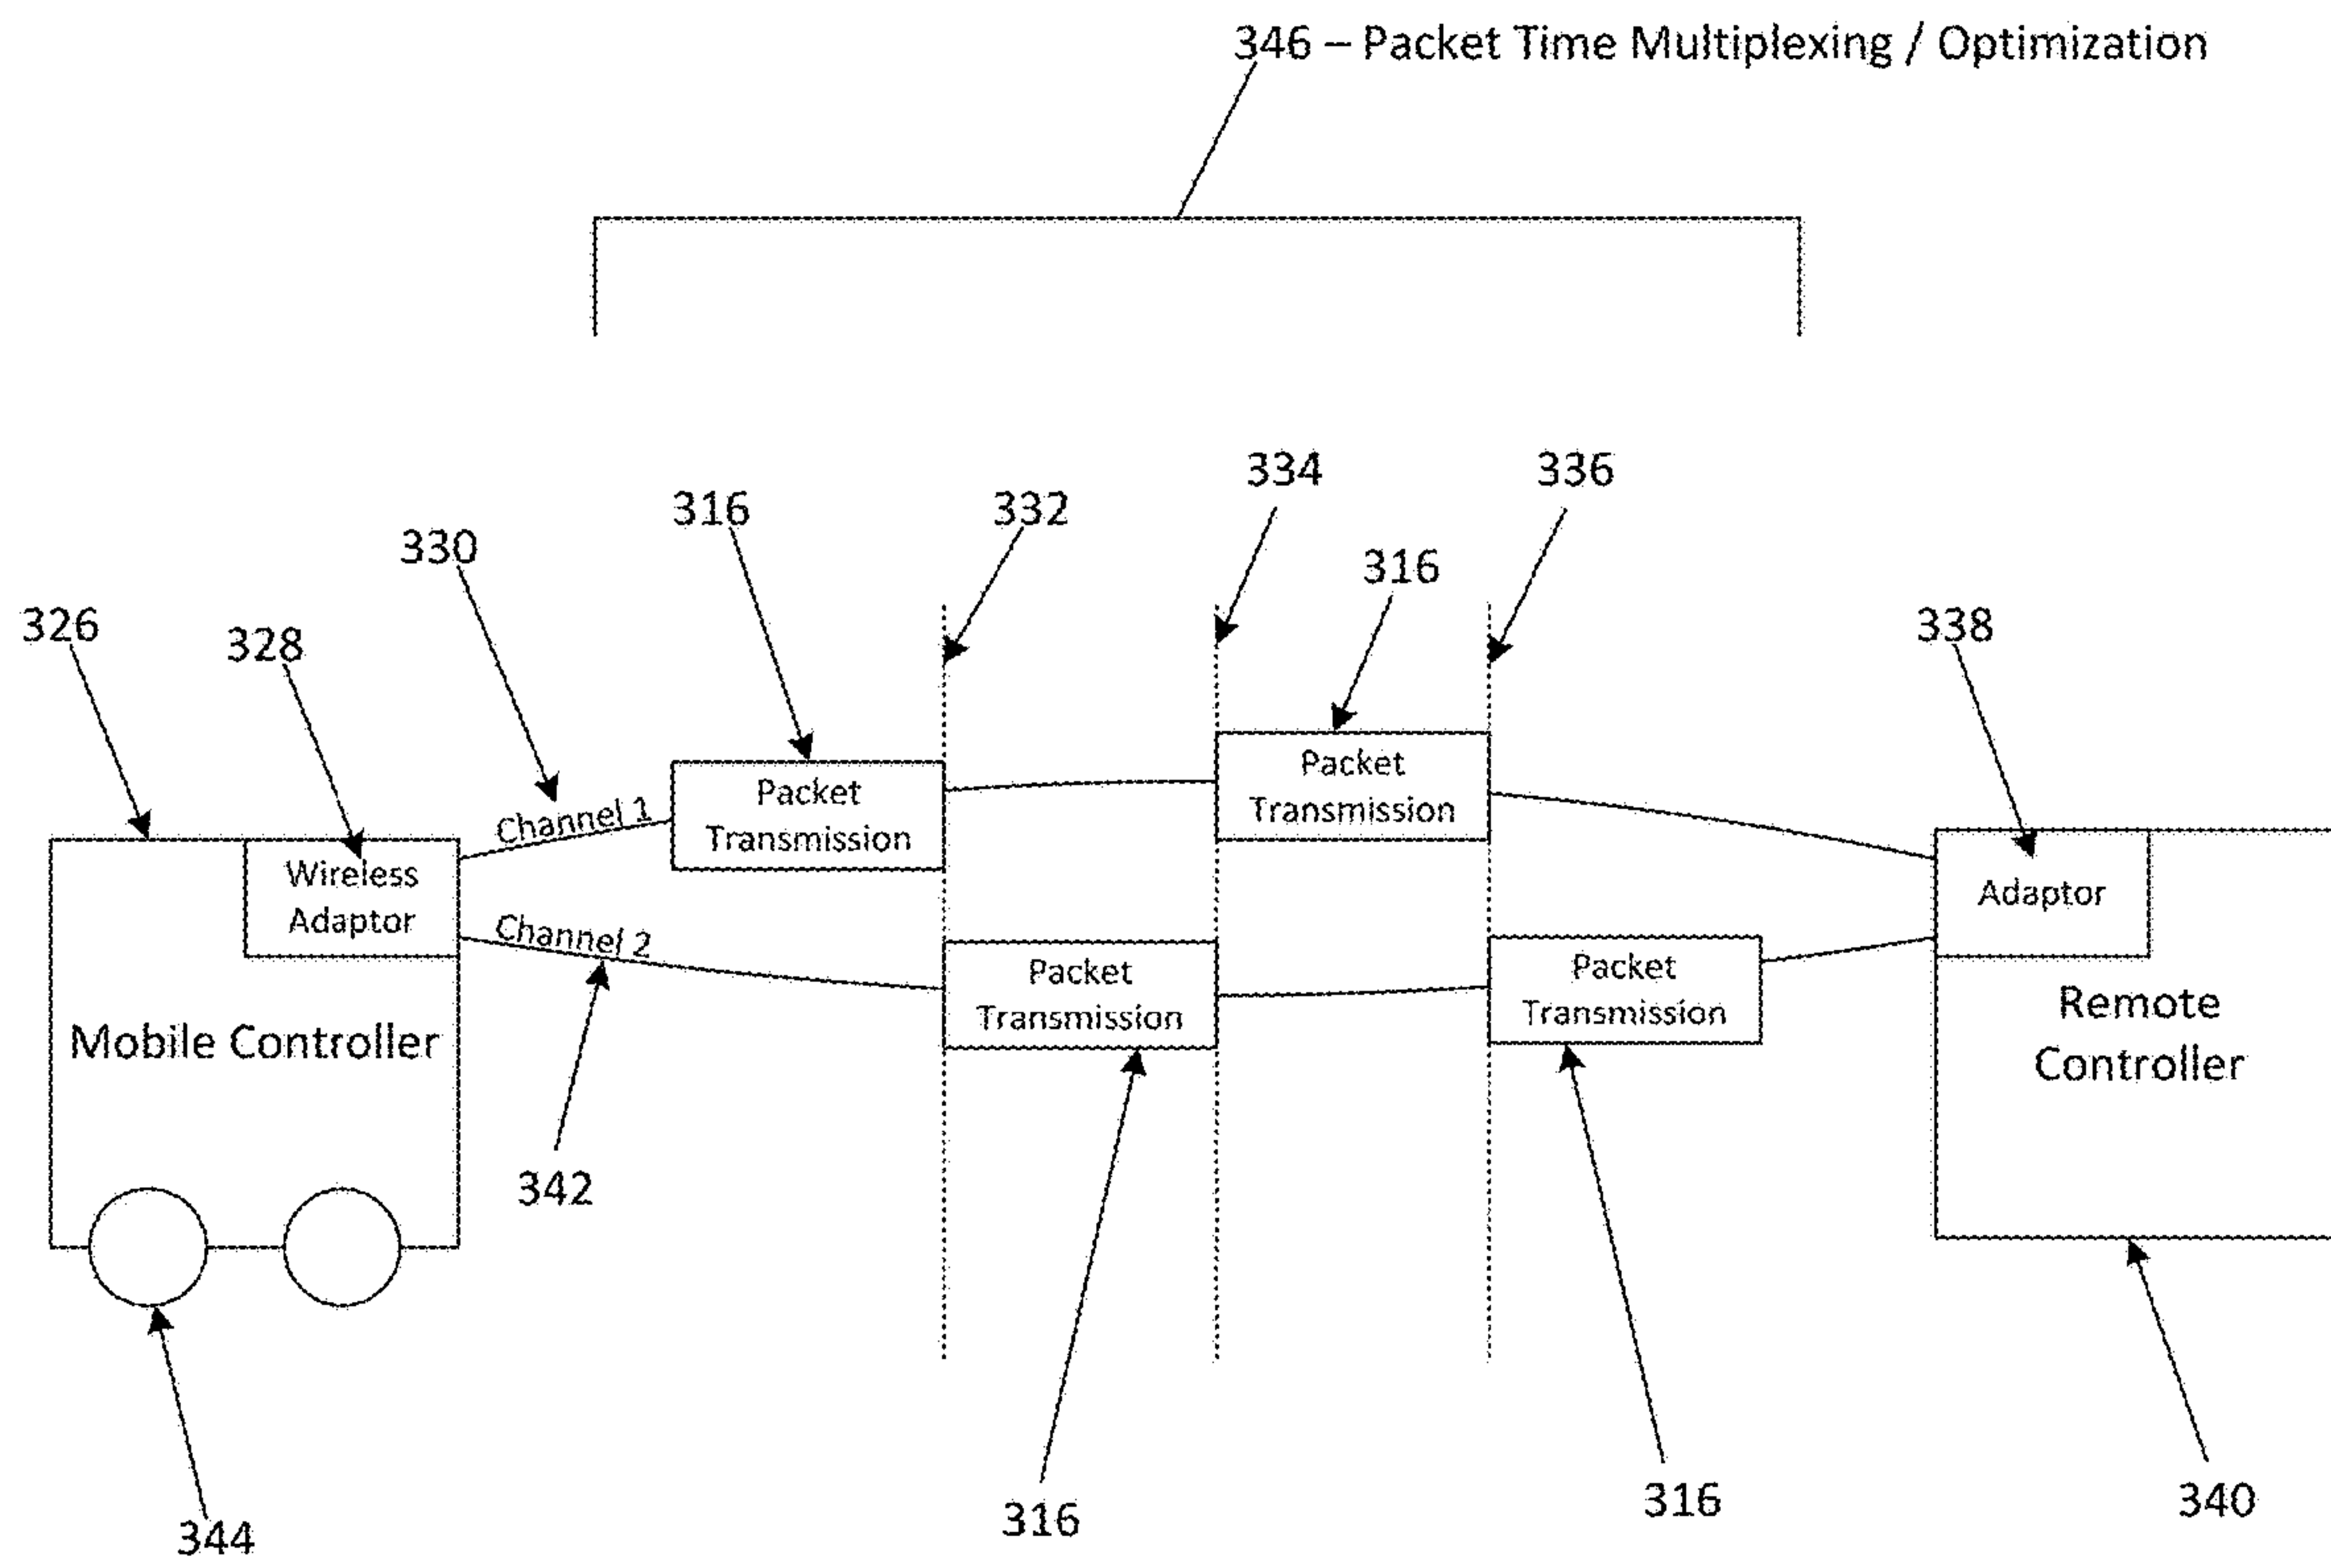 346 – Packet Time Multiplexing / Optimization
334
336
316
332
330
316
326
328
338
Packet
Transmission
Packet
Transmission
Channel 1
Wireless
Adaptor
Adaptor
Channel 2
Packet
Transmission
Packet
Transmission
Mobile Controller
Remote
Controller
342
344
316
316
340